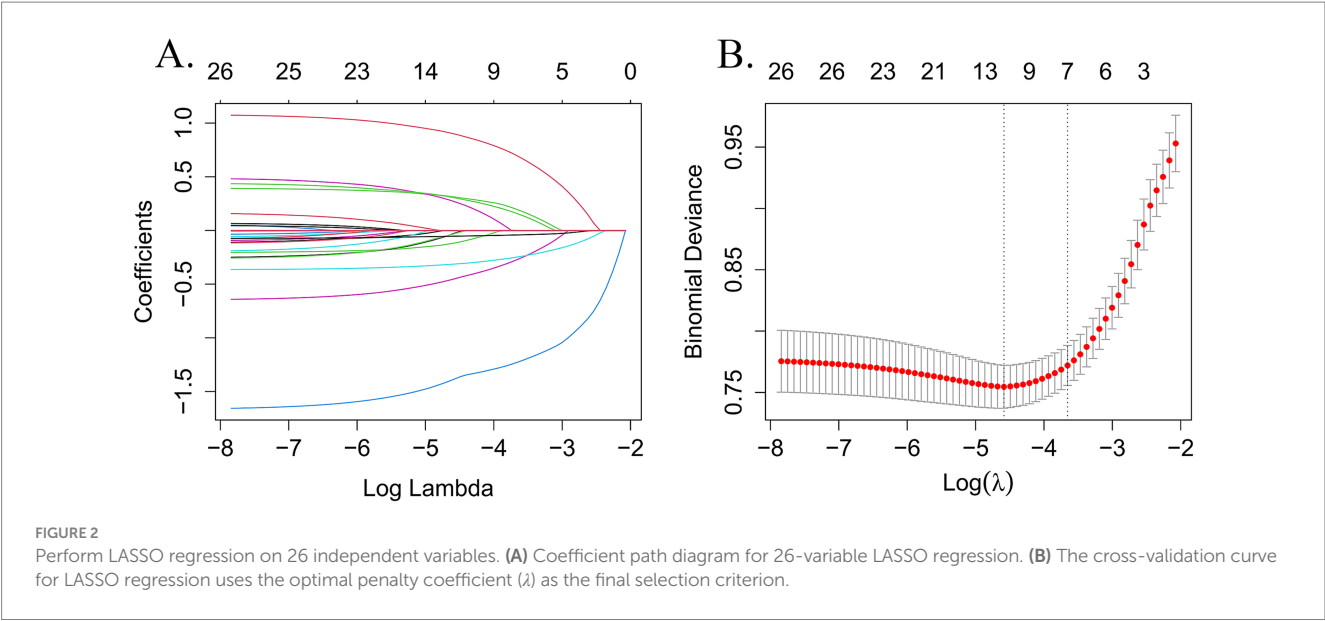 A.
26 25 23 14 9 5 0
1.0
0.5
−0.5
−1.5
Coefficients
−8 −7 −6 −5 −4 −3 −2
Log Lambda
B.
26 26 23 21 13 9 7 6 3
0.95
0.85
0.75
Binomial Deviance
−8 −7 −6 −5 −4 −3 −2
Log(λ)
FIGURE 2
Perform LASSO regression on 26 independent variables. (A) Coefficient path diagram for 26-variable LASSO regression. (B) The cross-validation curve
for LASSO regression uses the optimal penalty coefficient (λ) as the final selection criterion.